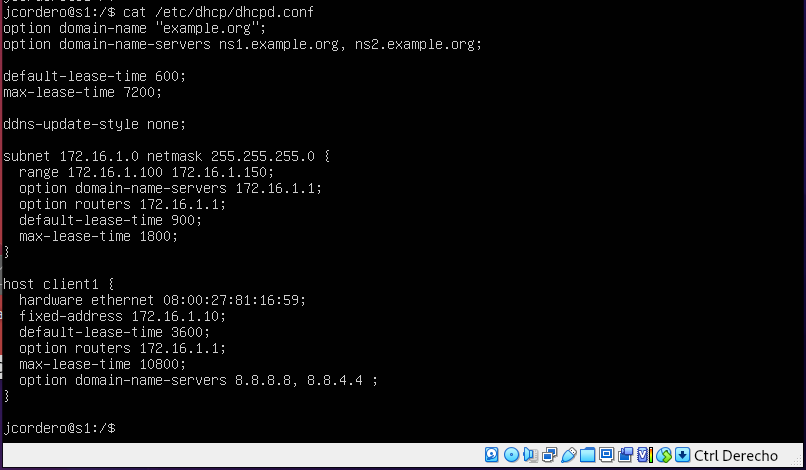 jcordero@s1:/$ cat /etc/dhcp/dhcpd.conf
option domain-name "example.org";
option domain-name-servers ns1.example.org, ns2.example.org;
default-lease-time 600;
max-lease-time 7200;
ddns-update-style none;
subnet 172.16.1.0 netmask 255.255.255.0 {
  range 172.16.1.100 172.16.1.150;
  option domain-name-servers 172.16.1.1;
  option routers 172.16.1.1;
  default-lease-time 900;
  max-lease-time 1800;
}
host client1 {
  hardware ethernet 08:00:27:81:16:59;
  fixed-address 172.16.1.10;
  default-lease-time 3600;
  option routers 172.16.1.1;
  max-lease-time 10800;
  option domain-name-servers 8.8.8.8, 8.8.4.4 ;
}
jcordero@s1:/$
Ctrl Derecho